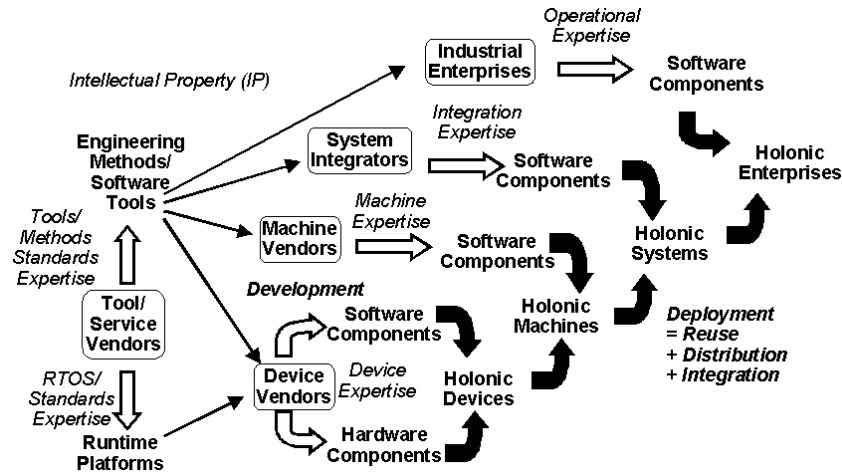 Operational
Expertise
Industrial
Enterprises
Software
Components
Intellectual Property (IP)
Engineering
Methods/
Software
Tools
System
Integrators
Integration
Expertise
Software
Components
Holonic
Enterprises
Tools/
Methods
Standards
Expertise
Machine
Vendors
Machine
Expertise
Software
Components
Holonic
Systems
Tool/
Service
Vendors
Development
Software
Components
Holonic
Machines
Deployment
= Reuse
+ Distribution
+ Integration
Device
Vendors
Device
Expertise
Holonic
Devices
RTOS/
Standards
Expertise
Runtime
Platforms
Hardware
Components